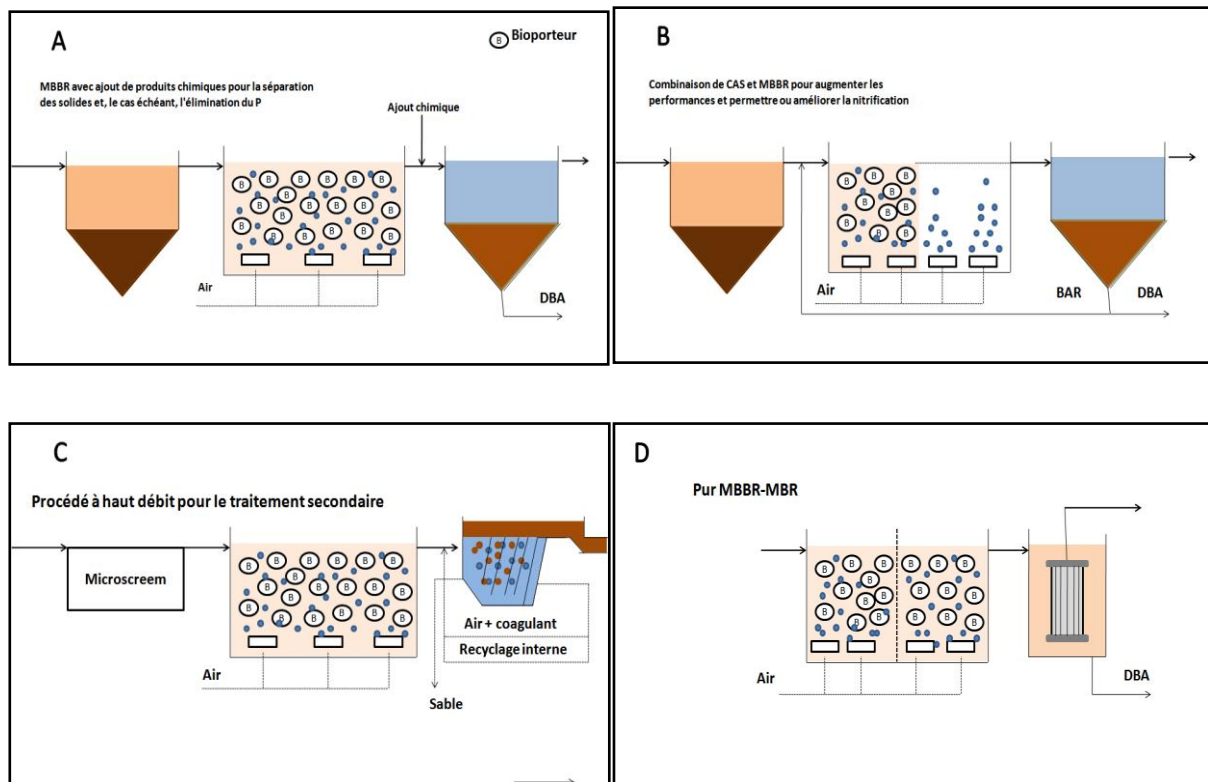 A
B Bioporteur
MBBR avec ajout de produits chimiques pour la séparation
des solides et, le cas échéant, l'élimination du P
Ajout chimique
B B B B B B
B B B B B
B B B B B
B
Air
DBA
B
Combinaison de CAS et MBBR pour augmenter les
performances et permettre ou améliorer la nitrification
B B B
B B B
B B B
B
Air
BAR
DBA
C
Procédé à haut débit pour le traitement secondaire
Microscreem
B B B B B B
B B B B B
B B B B B
B
Air
Air + coagulant
Recyclage interne
Sable
D
Pur MBBR-MBR
B B B B B
B B B B B
B B B B
B B
Air
DBA